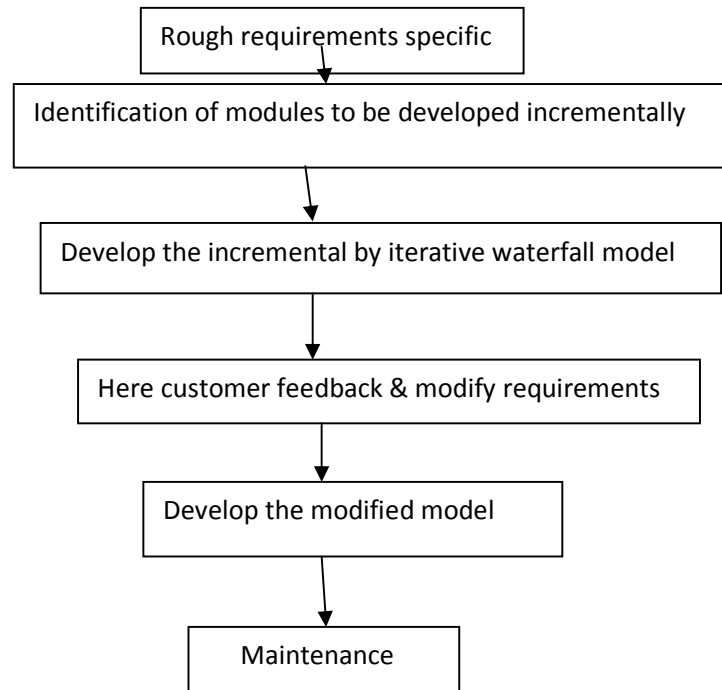 Rough requirements specific
Identification of modules to be developed incrementally
Develop the incremental by iterative waterfall model
Here customer feedback & modify requirements
Develop the modified model
Maintenance